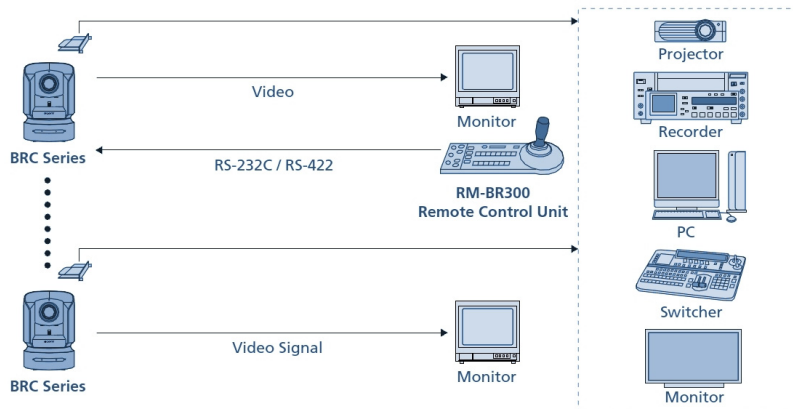 Projector
Video
Monitor
Recorder
BRC Series
RS-232C / RS-422
RM-BR300
Remote Control Unit
PC
Switcher
Video Signal
Monitor
BRC Series
Monitor